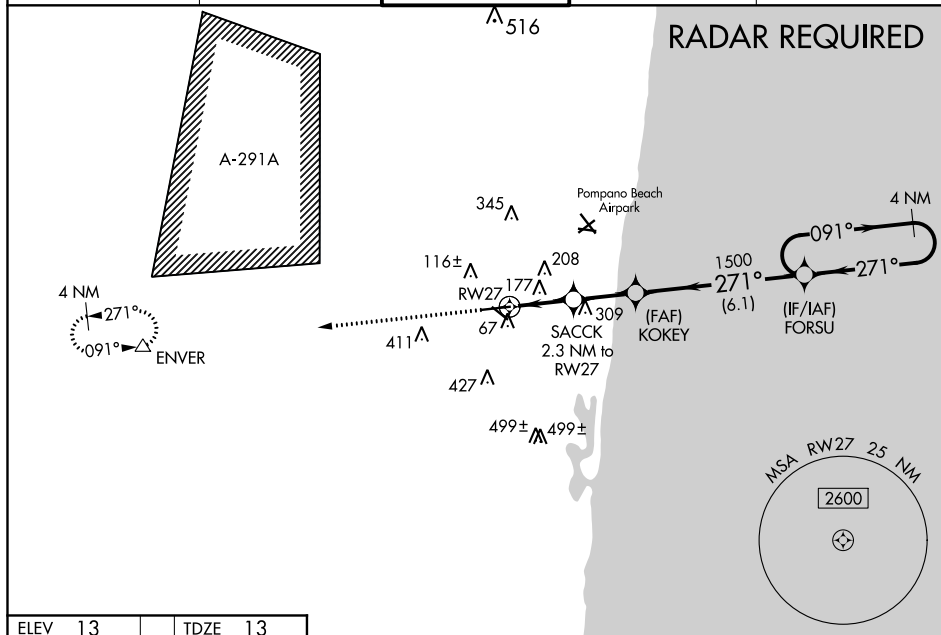 516
RADAR REQUIRED
A-291A
Pompano Beach
Airpark
345
4 NM
091°
116±
208
1500
271°
271°
177
(6.1)
RW27
4 NM
271°
309
(FAF)
KOKEY
(IF/IAF)
FORSU
67
SACCK
2.3 NM to
RW27
411
091°
ENVER
427
499±
499±
MSA RW27 25 NM
2600
ELEV 13
TDZE 13